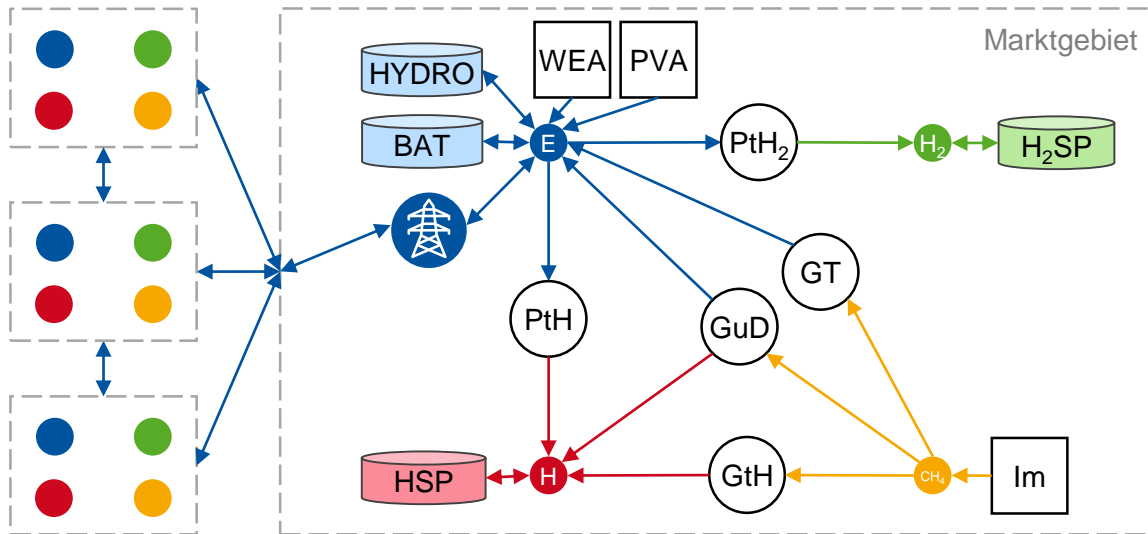 Marktgebiet
WEA
PVA
HYDRO
BAT
E
PtH₂
H₂
H₂SP
GT
PtH
GuD
HSP
H
GtH
CH₄
Im